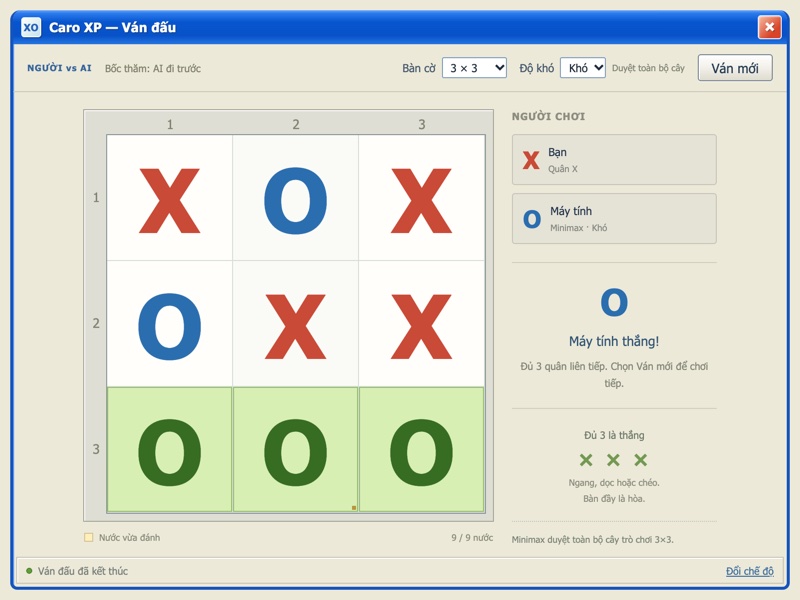 XO Caro XP — Ván đấu
NGƯỜI vs AI Bốc thăm: AI đi trước Bàn cờ 3 × 3 Độ khó Khó Duyệt toàn bộ cây Ván mới
1 2 3
1 X O X
2 O X X
3 O O O
Nước vừa đánh 9 / 9 nước
NGƯỜI CHƠI
X Bạn
Quân X
O Máy tính
Minimax · Khó
O
Máy tính thắng!
Đủ 3 quân liên tiếp. Chọn Ván mới để chơi
tiếp.
Đủ 3 là thắng
× × ×
Ngang, dọc hoặc chéo.
Bàn đầy là hòa.
Minimax duyệt toàn bộ cây trò chơi 3×3.
Ván đấu đã kết thúc Đổi chế độ